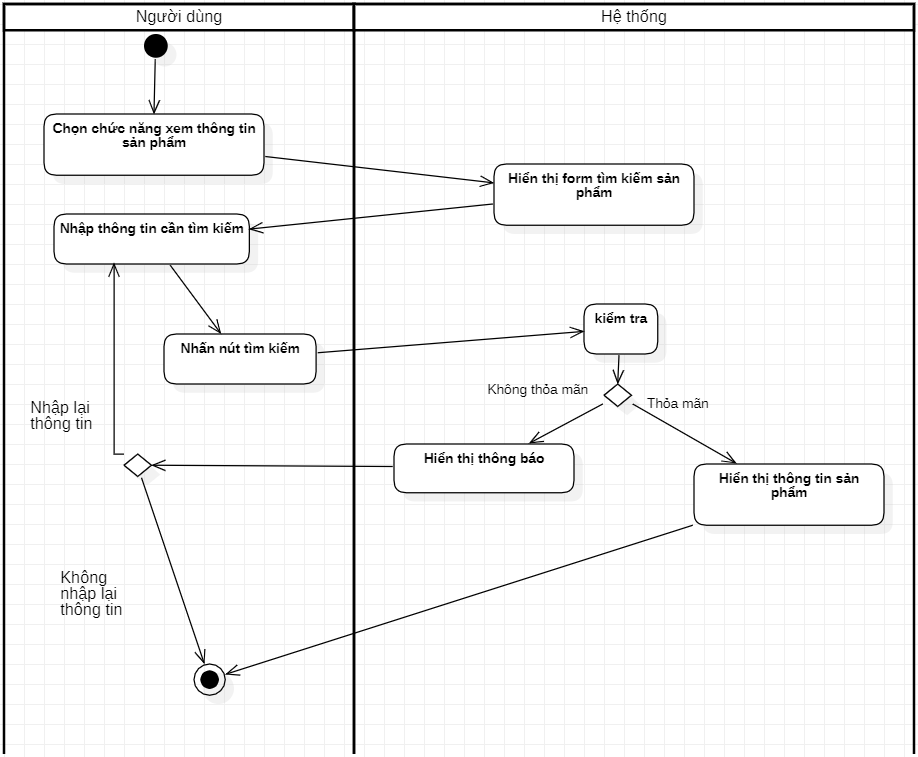 Người dùng
Hệ thống
Chọn chức năng xem thông tin
sản phẩm
Hiển thị form tìm kiếm sản
phẩm
Nhập thông tin cần tìm kiếm
kiểm tra
Nhấn nút tìm kiếm
Không thỏa mãn
Thỏa mãn
Nhập lại
thông tin
Hiển thị thông báo
Hiển thị thông tin sản
phẩm
Không
nhập lại
thông tin